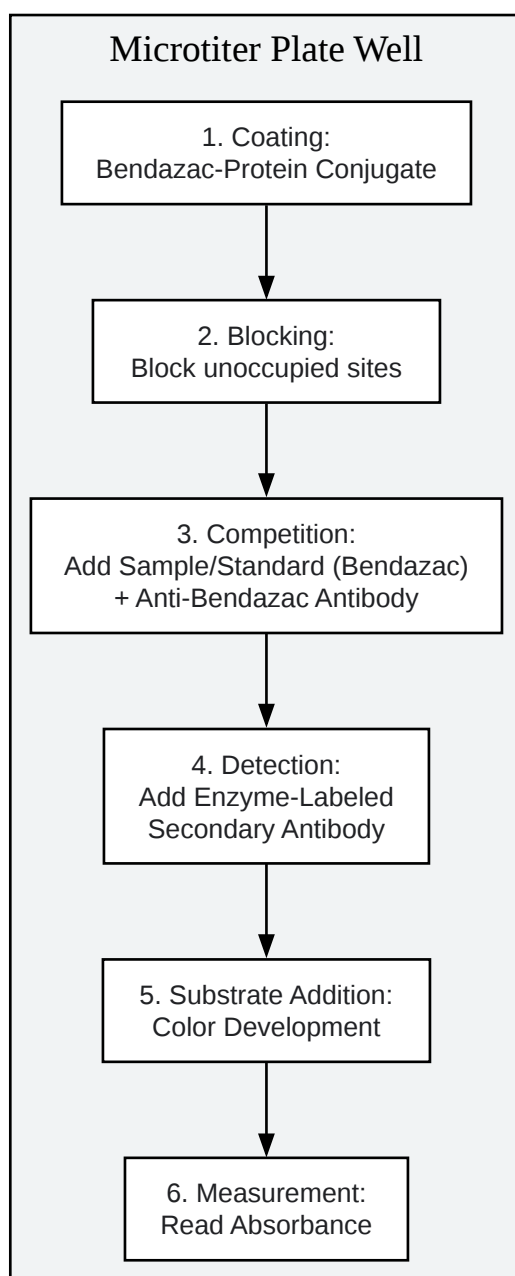 Microtiter Plate Well
1. Coating:
Bendazac-Protein Conjugate
2. Blocking:
Block unoccupied sites
3. Competition:
Add Sample/Standard (Bendazac)
+ Anti-Bendazac Antibody
4. Detection:
Add Enzyme-Labeled
Secondary Antibody
5. Substrate Addition:
Color Development
6. Measurement:
Read Absorbance